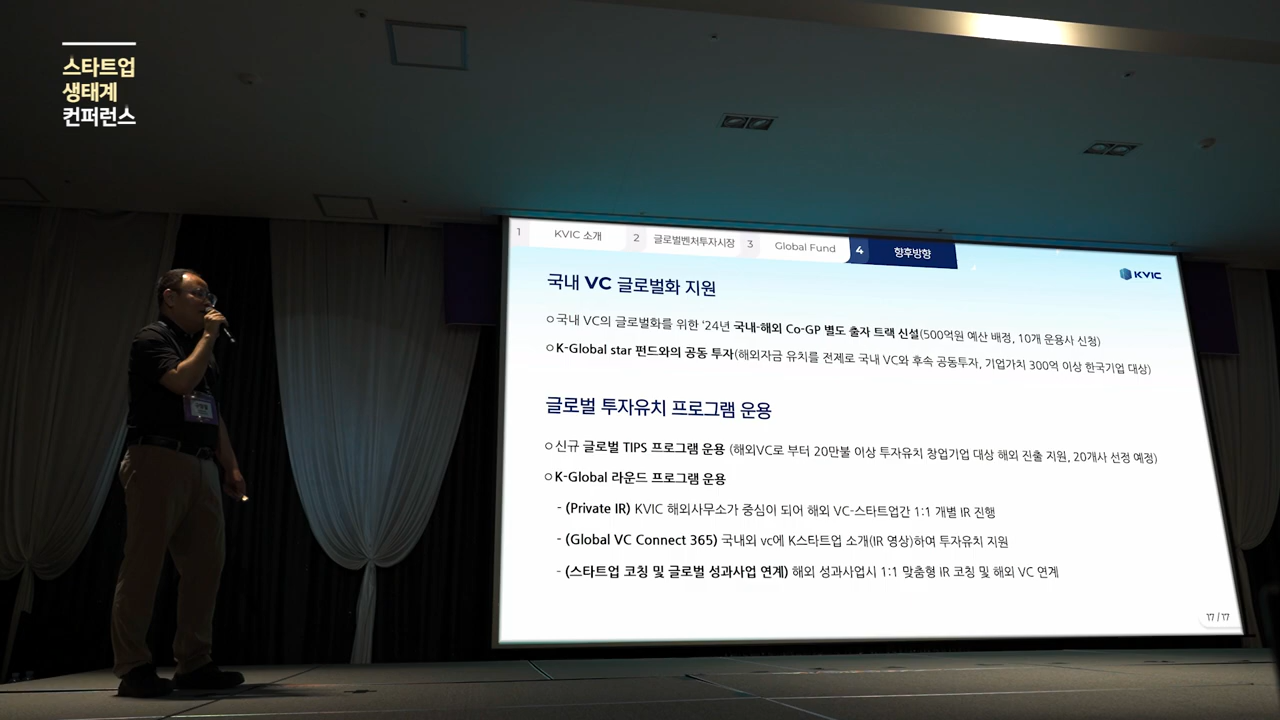 스타트업
생태계
컨퍼런스
1 KVIC 소개 2 글로벌벤처투자시장 3 Global Fund 4 향후방향
KVIC
국내 VC 글로벌화 지원
○ 국내 VC의 글로벌화를 위한 '24년 국내-해외 Co-GP 별도 출자 트랙 신설(500억원 예산 배정, 10개 운용사 신청)
○ K-Global star 펀드와의 공동 투자(해외자금 유치를 전제로 국내 VC와 후속 공동투자, 기업가치 300억 이상 한국기업 대상)
글로벌 투자유치 프로그램 운용
○ 신규 글로벌 TIPS 프로그램 운용 (해외VC로 부터 20만불 이상 투자유치 창업기업 대상 해외 진출 지원, 20개사 선정 예정)
○ K-Global 라운드 프로그램 운용
- (Private IR) KVIC 해외사무소가 중심이 되어 해외 VC-스타트업간 1:1 개별 IR 진행
- (Global VC Connect 365) 국내외 vc에 K스타트업 소개(IR 영상)하여 투자유치 지원
- (스타트업 코칭 및 글로벌 성과사업 연계) 해외 성과사업시 1:1 맞춤형 IR 코칭 및 해외 VC 연계
17 / 17